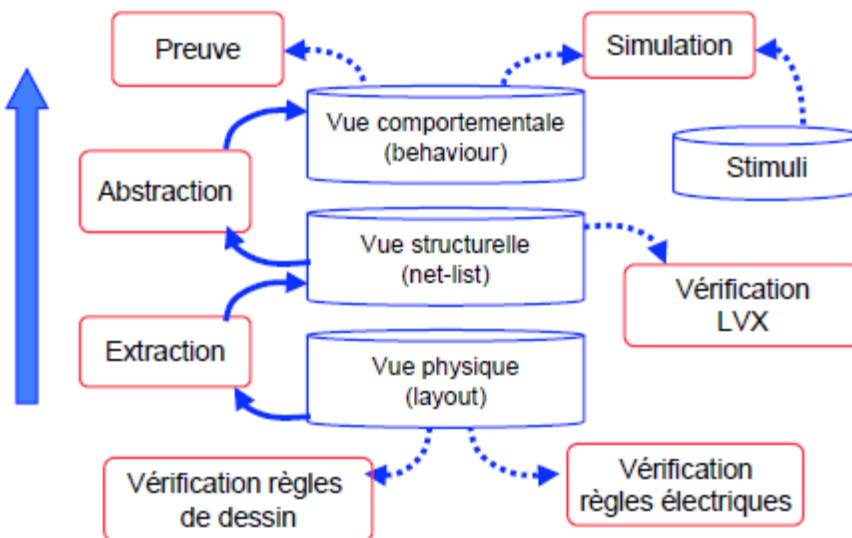 Preuve
Simulation
Vue comportementale
(behaviour)
Stimuli
Abstraction
Vue structurelle
(net-list)
Vérification
LVX
Extraction
Vue physique
(layout)
Vérification règles
de dessin
Vérification
règles électriques